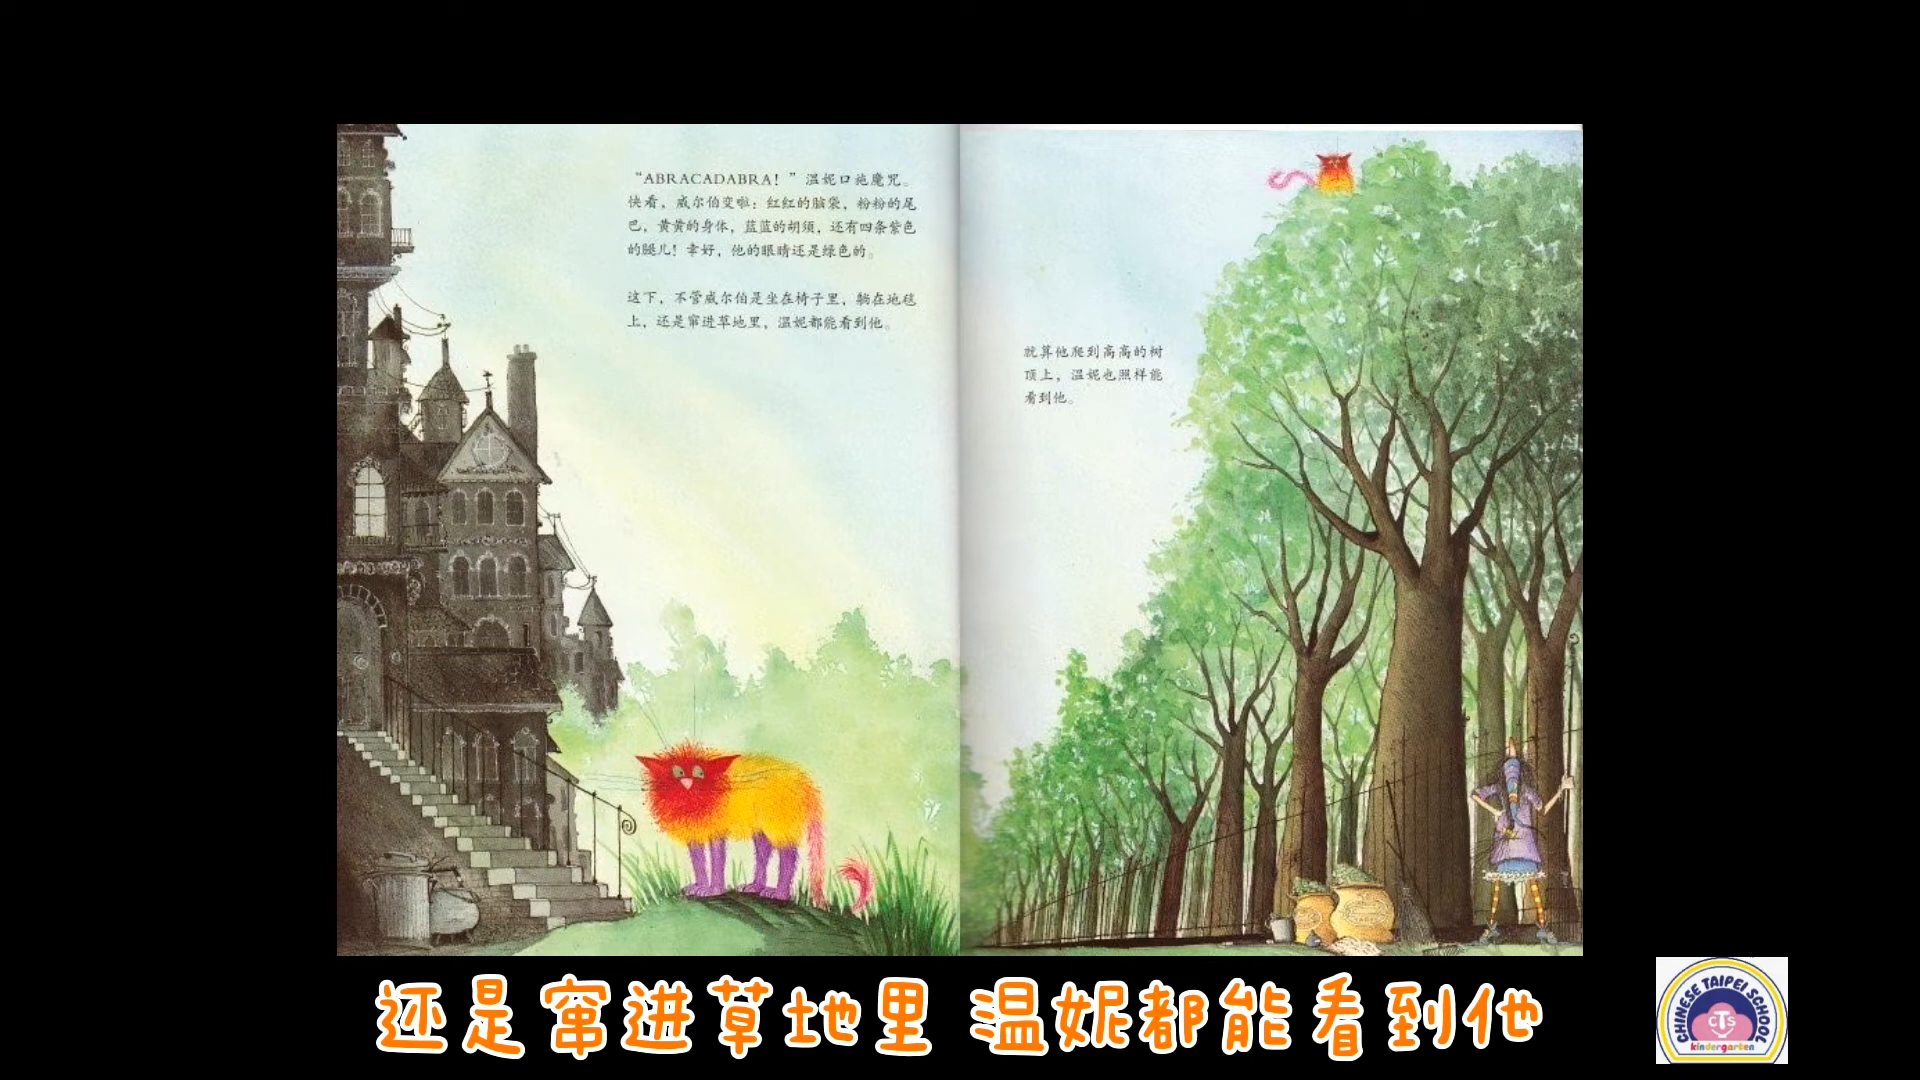 “ABRACADABRA！”温妮口施魔咒。
快看，威尔伯变啦：红红的脑袋，粉粉的尾
巴，黄黄的身体，蓝蓝的胡须，还有四条紫色
的腿儿！幸好，他的眼睛还是绿色的。
这下，不管威尔伯是坐在椅子里，躺在地毯
上，还是窜进草地里，温妮都能看到他。
就算他爬到高高的树
顶上，温妮也照样能
看到他。
还是窜进草地里 温妮都能看到他
CHINESE TAIPEI SCHOOL
CTS
kindergarten